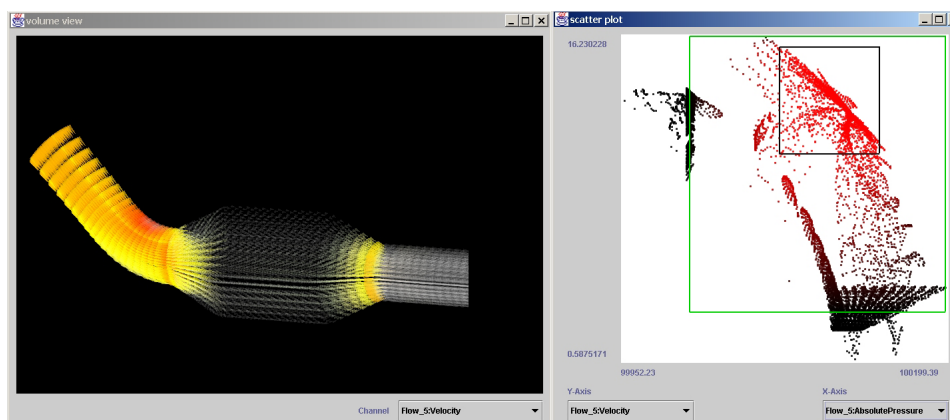 volume view
Channel Flow_5:Velocity
scatter plot
16.230228
0.5875171
99952.23 100199.39
Y-Axis X-Axis
Flow_5:Velocity Flow_5:AbsolutePressure